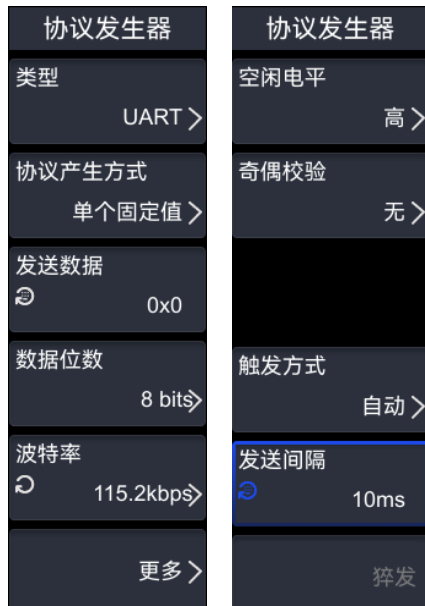 协议发生器
类型
UART
协议产生方式
单个固定值
发送数据
0x0
数据位数
8 bits
波特率
115.2kbps
更多
协议发生器
空闲电平
高
奇偶校验
无
触发方式
自动
发送间隔
10ms
猝发